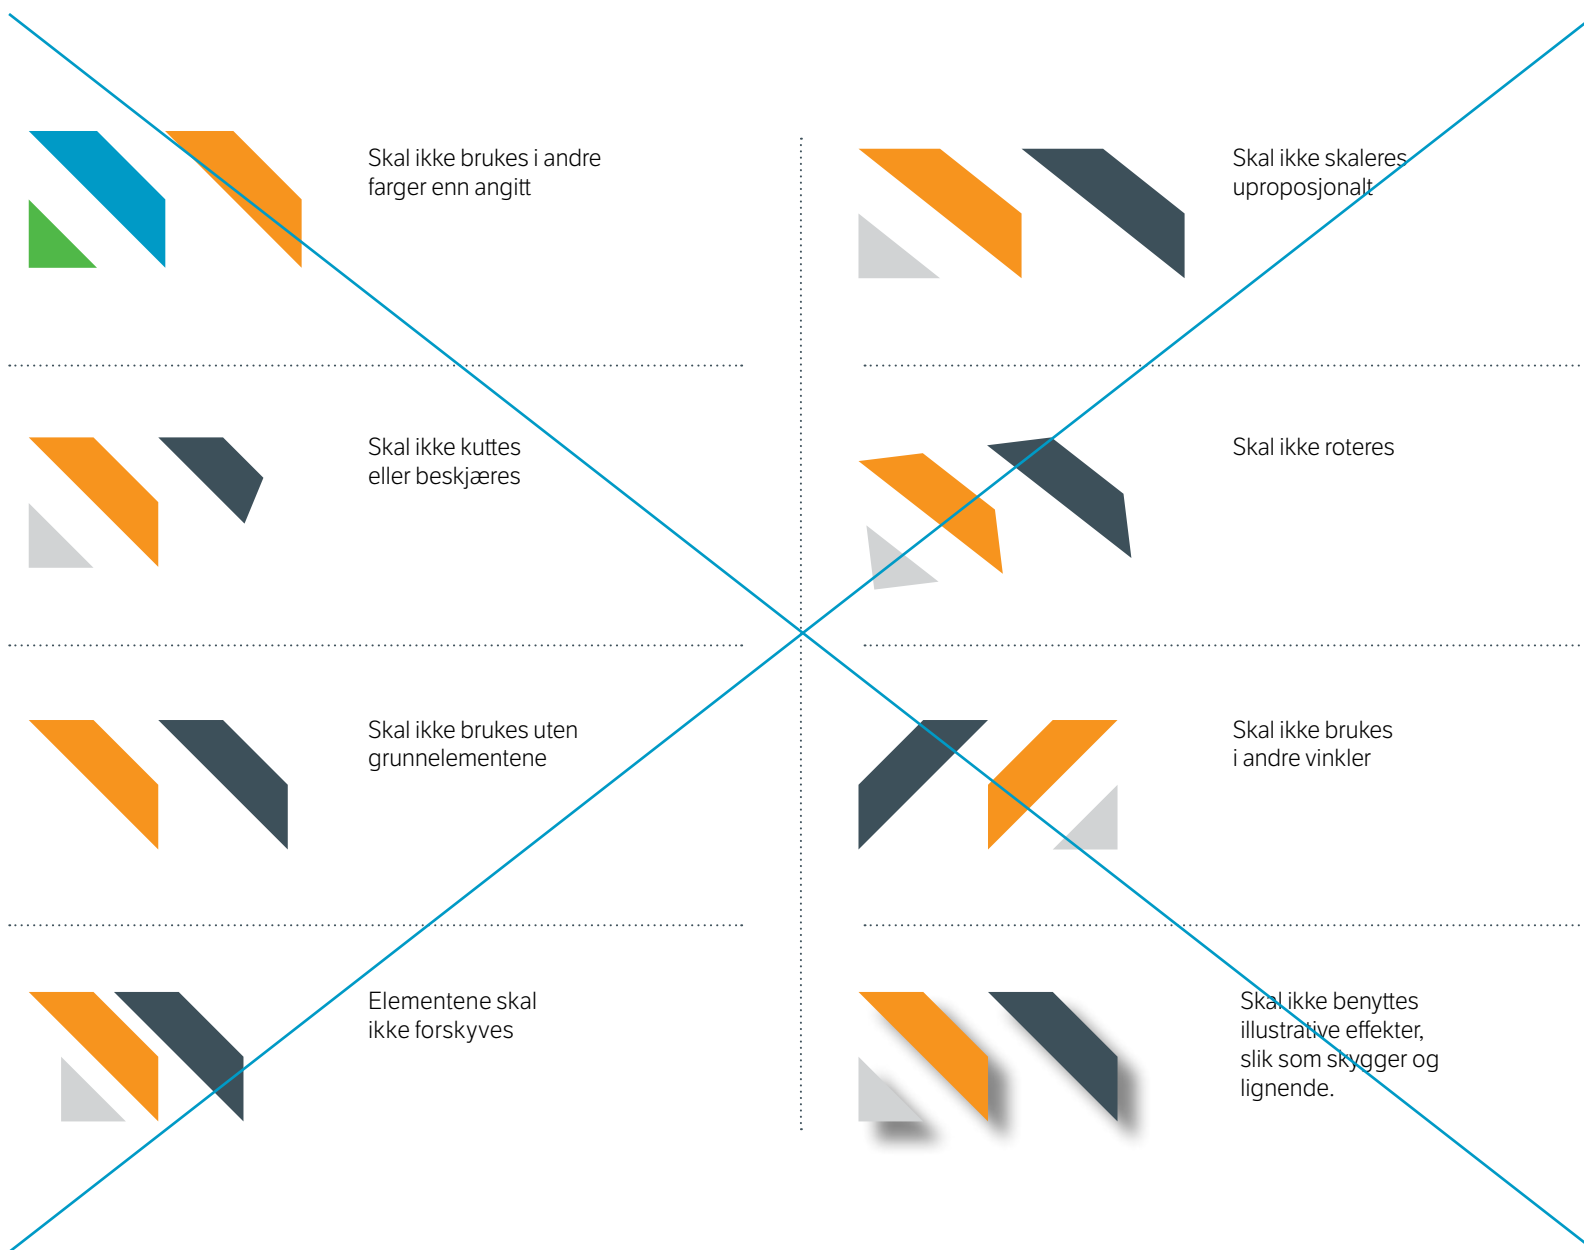 Skal ikke brukes i andre
farger enn angitt
Skal ikke skaleres
uproposjonalt
Skal ikke kuttes
eller beskjæres
Skal ikke roteres
Skal ikke brukes uten
grunnelementene
Skal ikke brukes
i andre vinkler
Elementene skal
ikke forskyves
Skal ikke benyttes
illustrative effekter,
slik som skygger og
lignende.